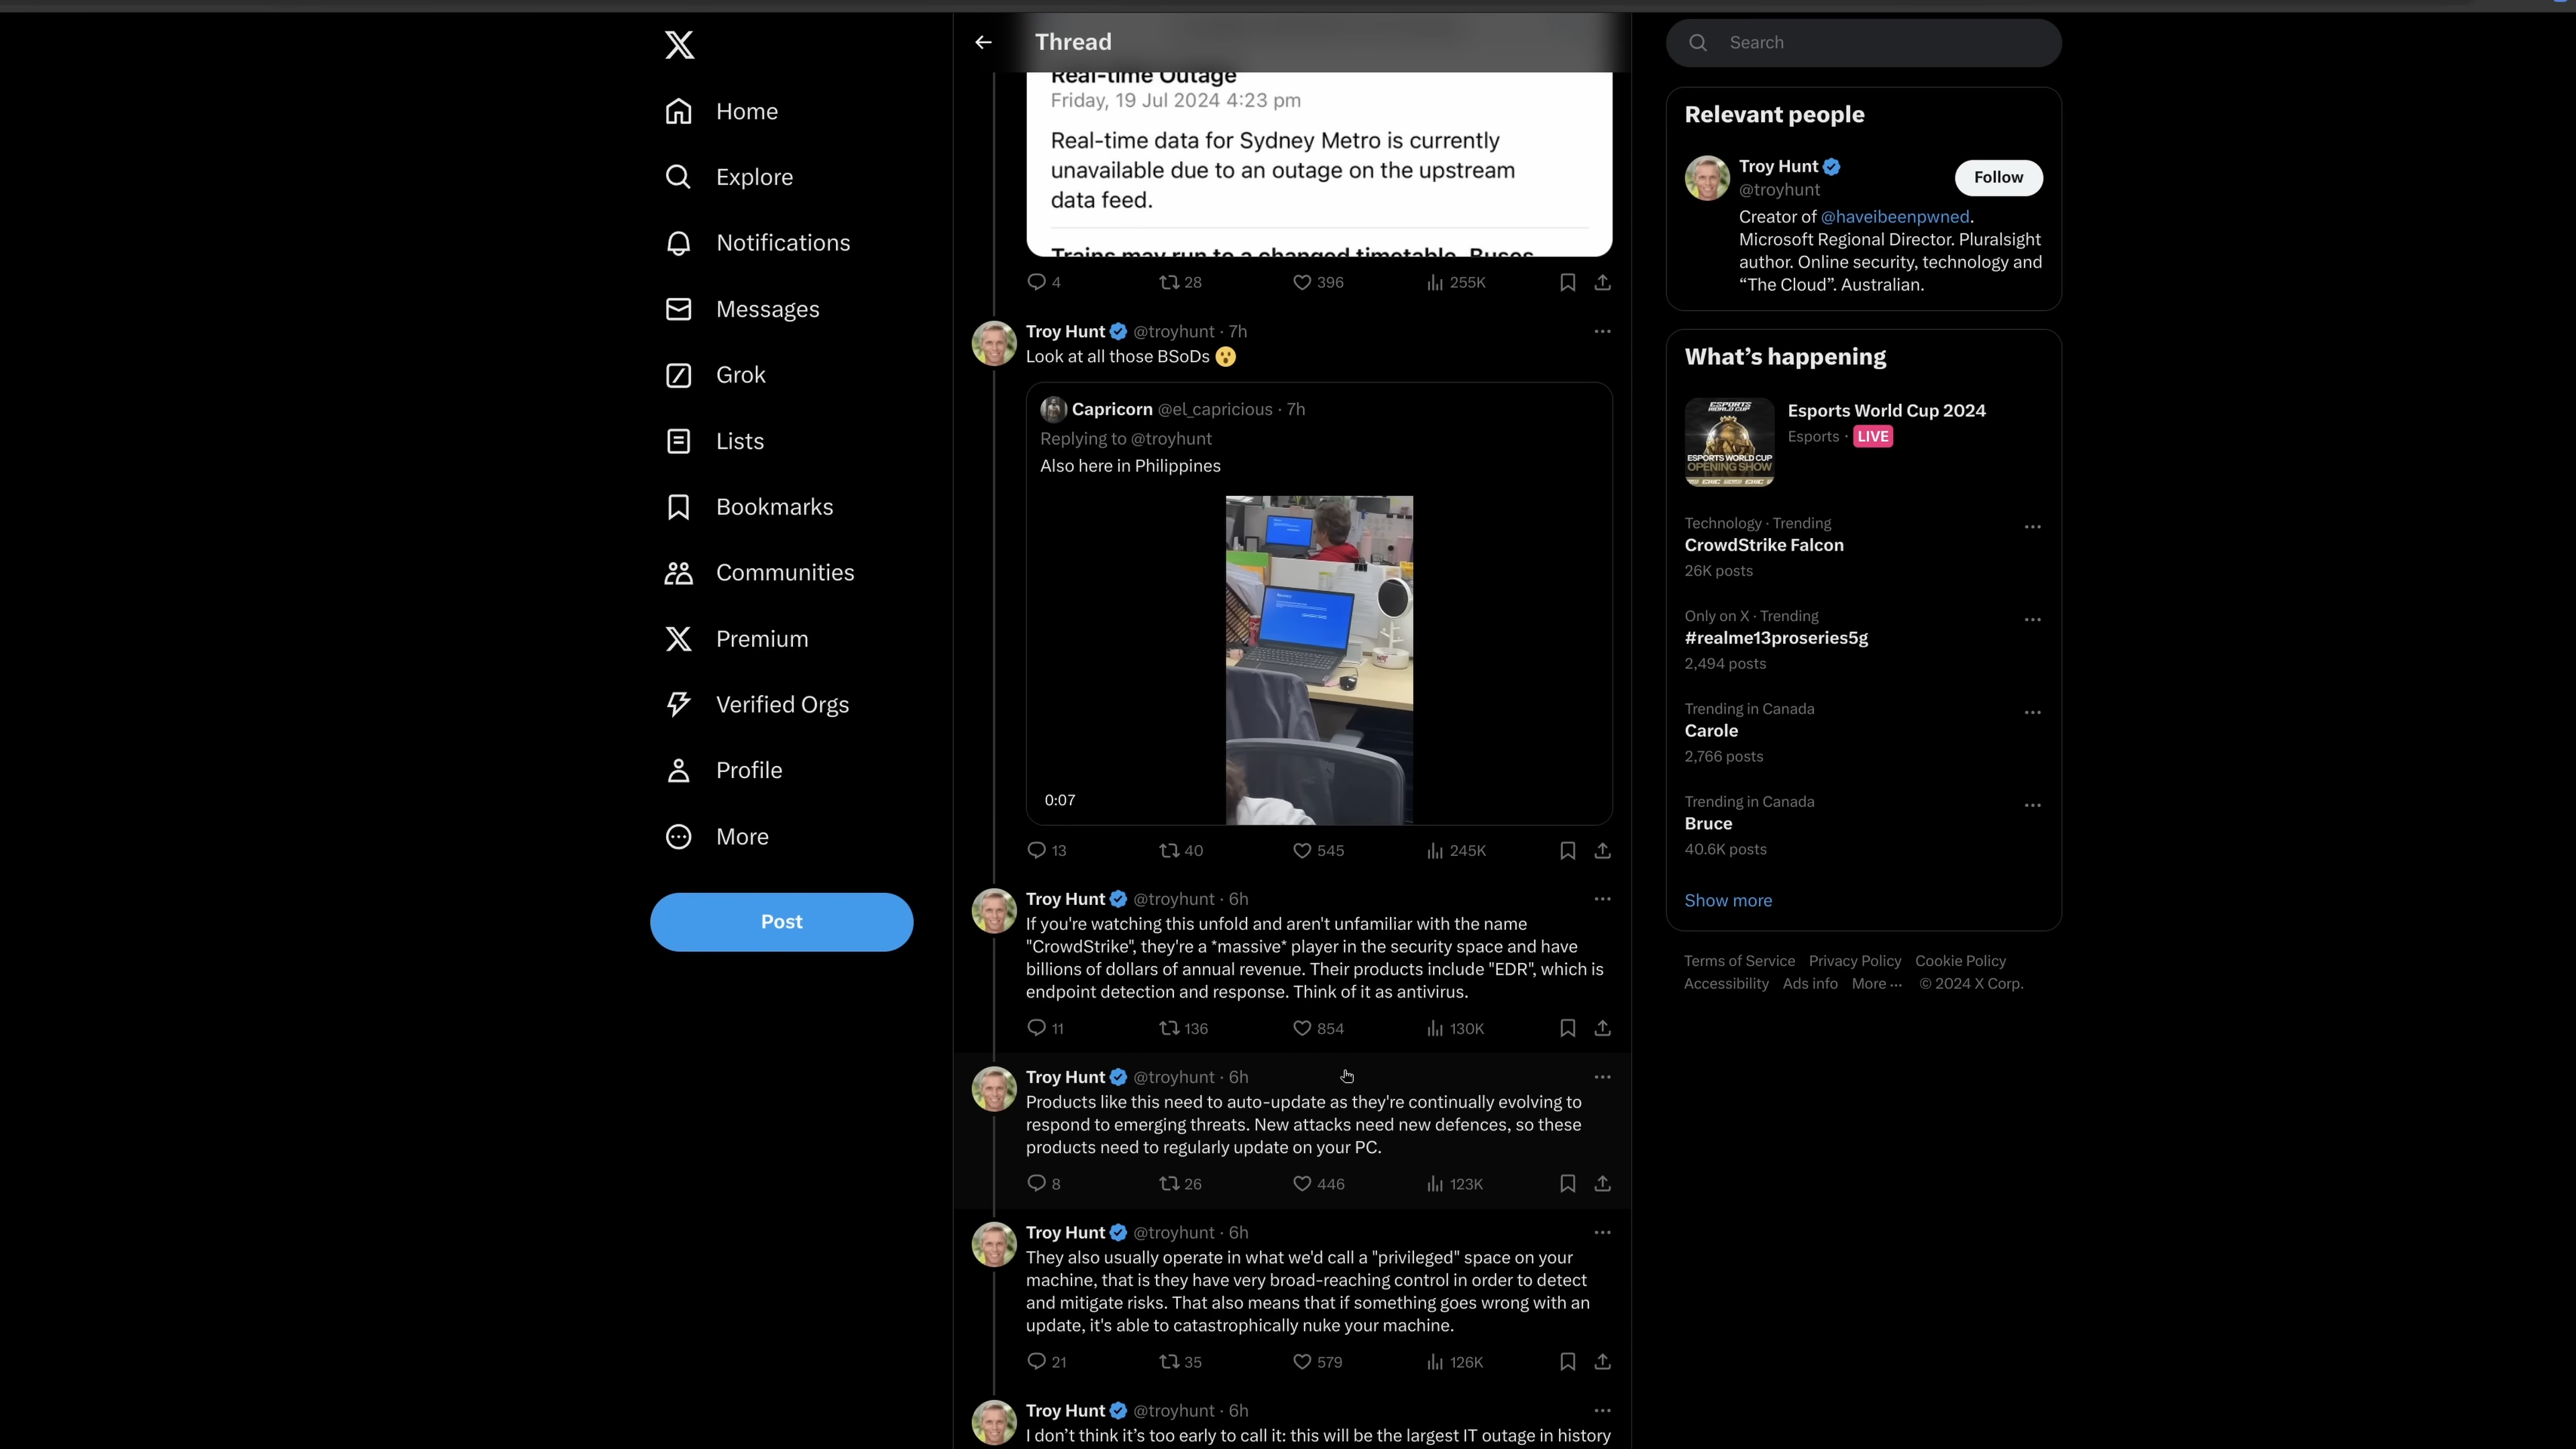 Home
Explore
Notifications
Messages
Grok
Lists
Bookmarks
Communities
Premium
Verified Orgs
Profile
More
Post
Thread
Real-time Outage
Friday, 19 Jul 2024 4:23 pm
Real-time data for Sydney Metro is currently
unavailable due to an outage on the upstream
data feed.
Trains may run to a changed timetable. Buses
4 28 396 255K
Troy Hunt @troyhunt · 7h
Look at all those BSoDs 😮
Capricorn @el_capricious · 7h
Replying to @troyhunt
Also here in Philippines
0:07
13 40 545 245K
Troy Hunt @troyhunt · 6h
If you're watching this unfold and aren't unfamiliar with the name
"CrowdStrike", they're a *massive* player in the security space and have
billions of dollars of annual revenue. Their products include "EDR", which is
endpoint detection and response. Think of it as antivirus.
11 136 854 130K
Troy Hunt @troyhunt · 6h
Products like this need to auto-update as they're continually evolving to
respond to emerging threats. New attacks need new defences, so these
products need to regularly update on your PC.
8 26 446 123K
Troy Hunt @troyhunt · 6h
They also usually operate in what we'd call a "privileged" space on your
machine, that is they have very broad-reaching control in order to detect
and mitigate risks. That also means that if something goes wrong with an
update, it's able to catastrophically nuke your machine.
21 35 579 126K
Troy Hunt @troyhunt · 6h
I don’t think it’s too early to call it: this will be the largest IT outage in history
Search
Relevant people
Troy Hunt
@troyhunt
Follow
Creator of @haveibeenpwned.
Microsoft Regional Director. Pluralsight
author. Online security, technology and
“The Cloud”. Australian.
What’s happening
ESPORTS
WORLD CUP
ESPORTS WORLD CUP
OPENING SHOW
Esports World Cup 2024
Esports · LIVE
Technology · Trending
CrowdStrike Falcon
26K posts
Only on X · Trending
#realme13proseries5g
2,494 posts
Trending in Canada
Carole
2,766 posts
Trending in Canada
Bruce
40.6K posts
Show more
Terms of Service Privacy Policy Cookie Policy
Accessibility Ads info More ··· © 2024 X Corp.